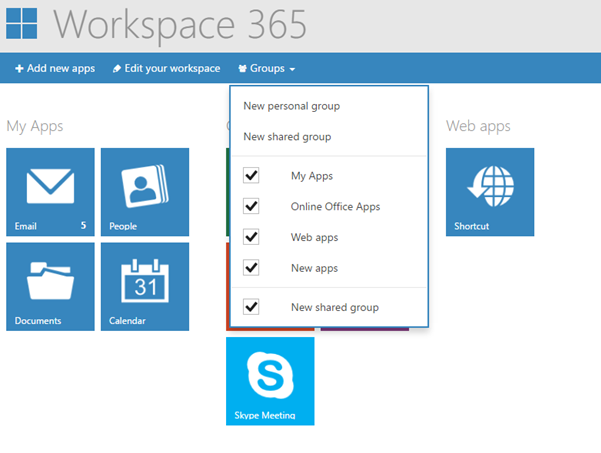 Workspace 365
Add new apps Edit your workspace Groups
New personal group
New shared group
My Apps
Online Office Apps
Web apps
New apps
New shared group
My Apps
Email 5
People
Documents
Calendar
31
Skype Meeting
Web apps
Shortcut